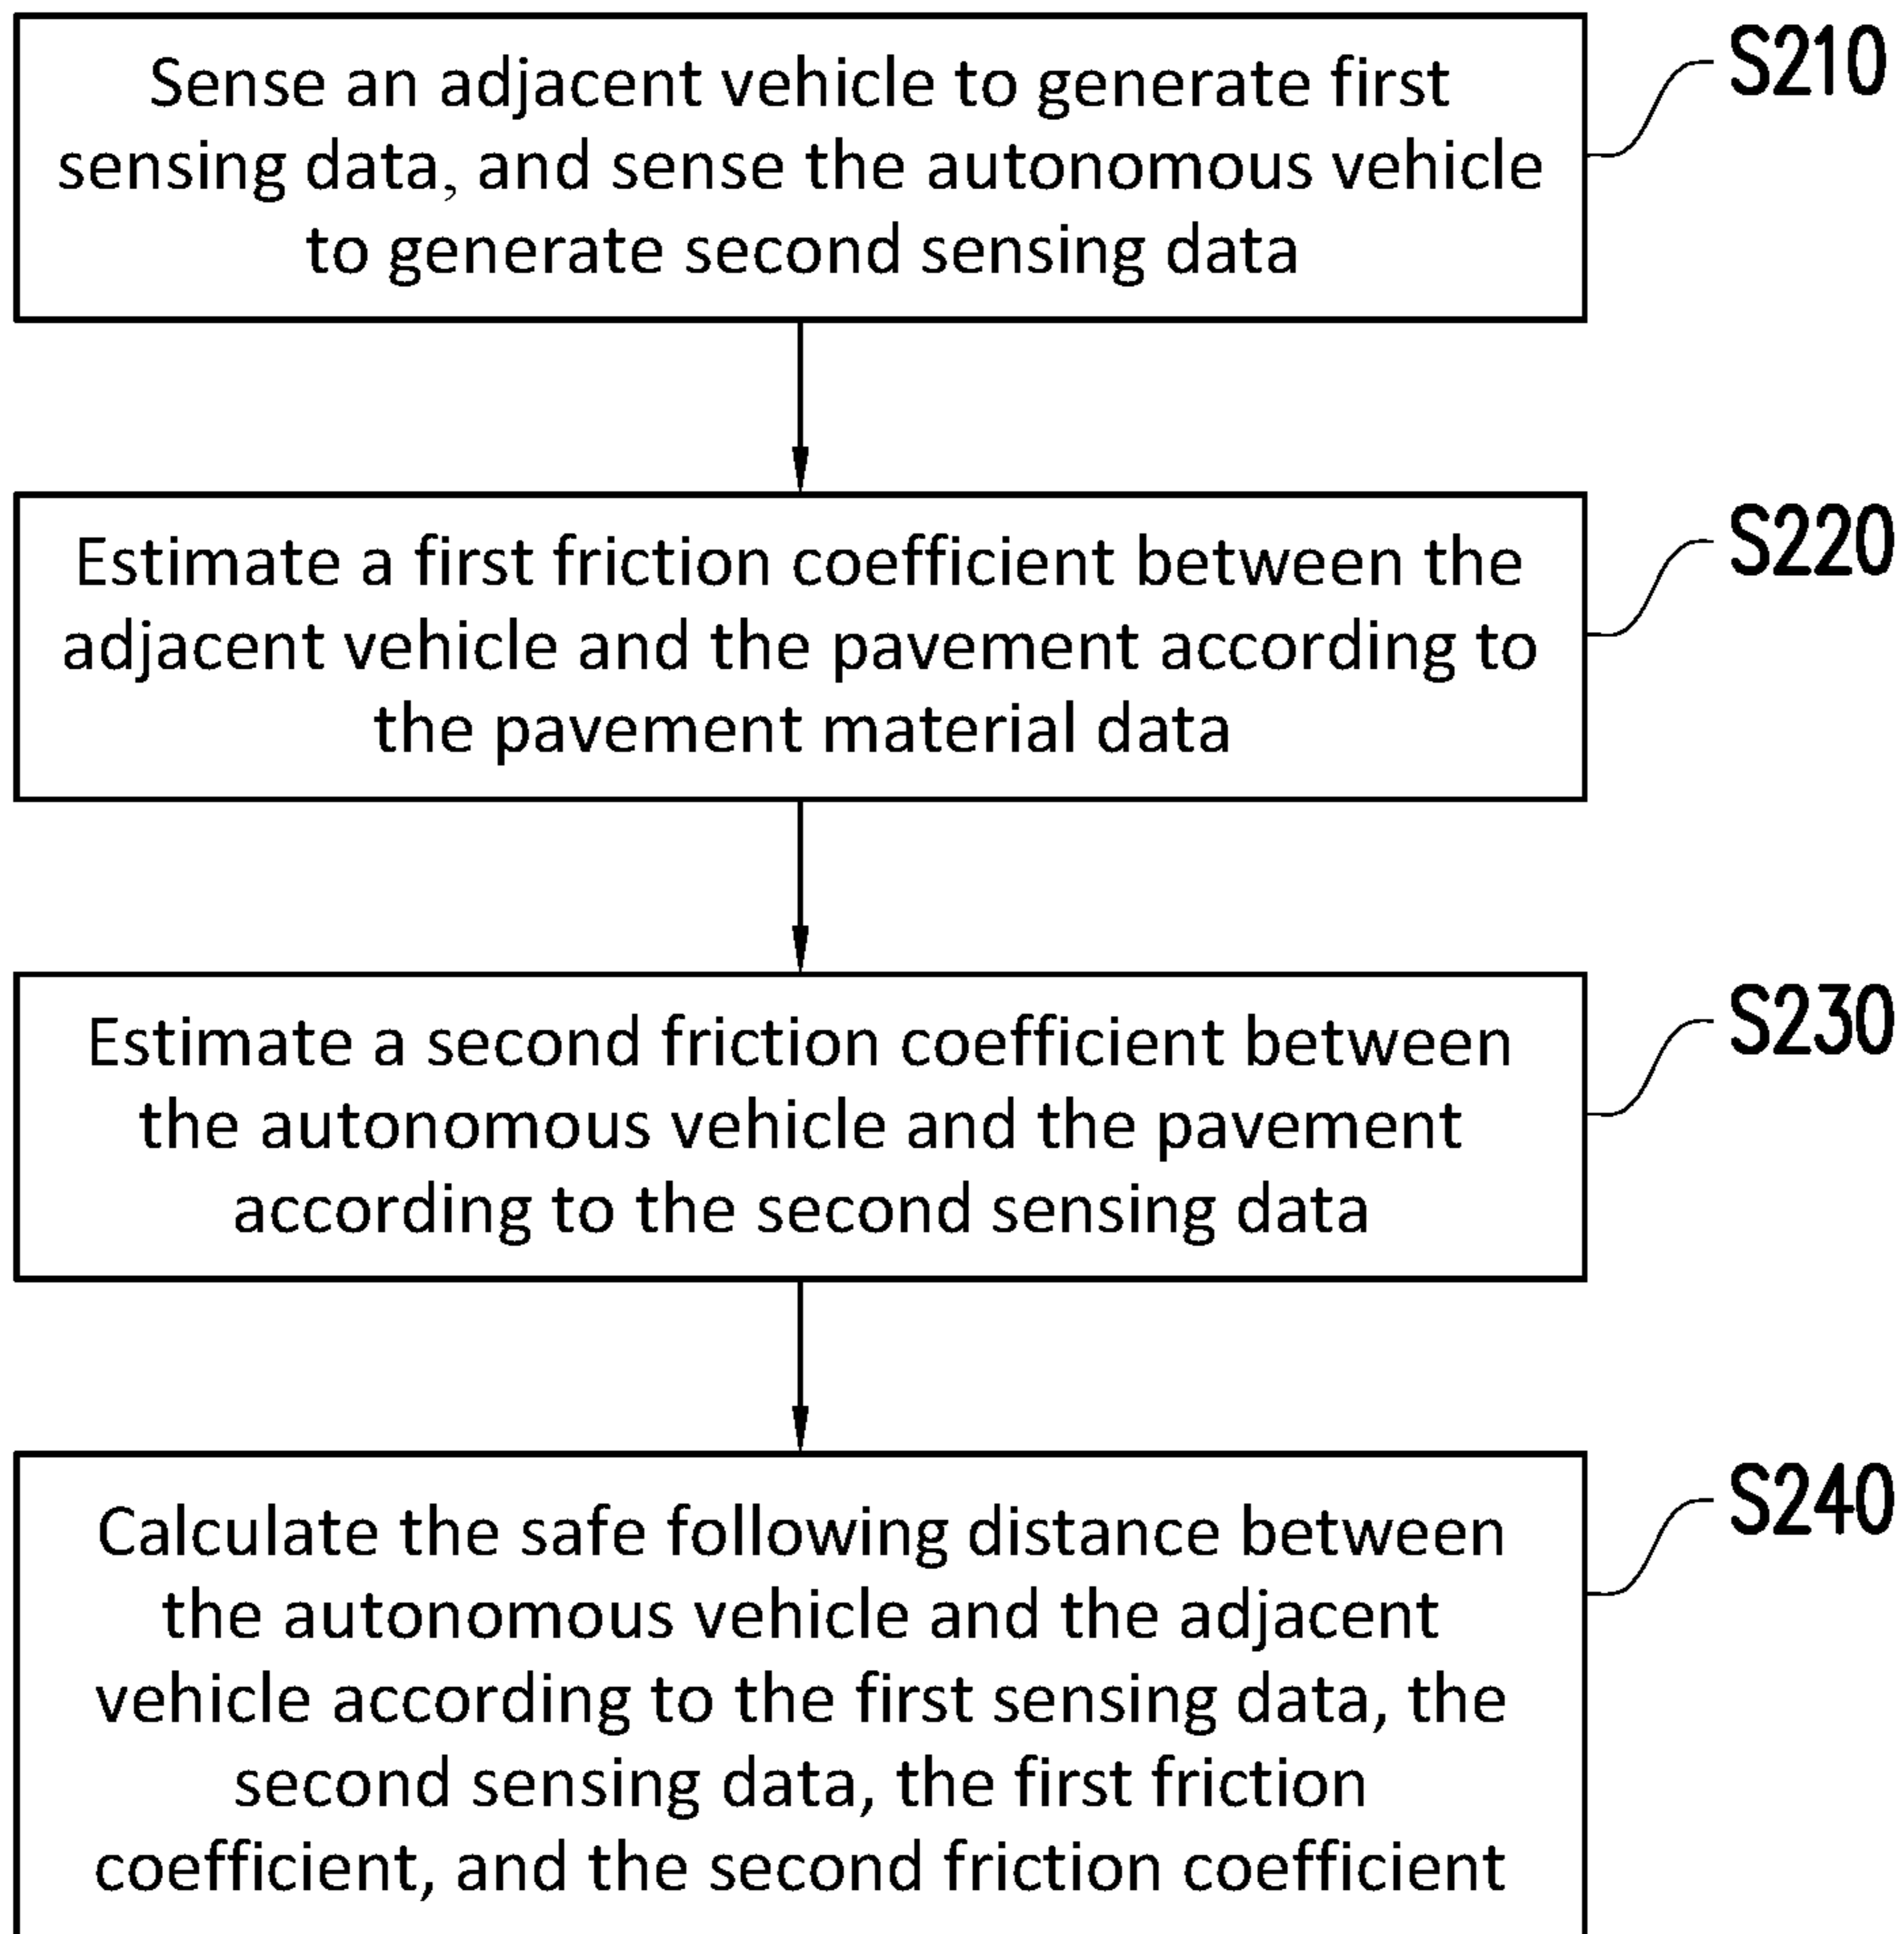 Sense an adjacent vehicle to generate first
sensing data, and sense the autonomous vehicle
to generate second sensing data
S210
Estimate a first friction coefficient between the
adjacent vehicle and the pavement according to
the pavement material data
S220
Estimate a second friction coefficient between
the autonomous vehicle and the pavement
according to the second sensing data
S230
Calculate the safe following distance between
the autonomous vehicle and the adjacent
vehicle according to the first sensing data, the
second sensing data, the first friction
coefficient, and the second friction coefficient
S240